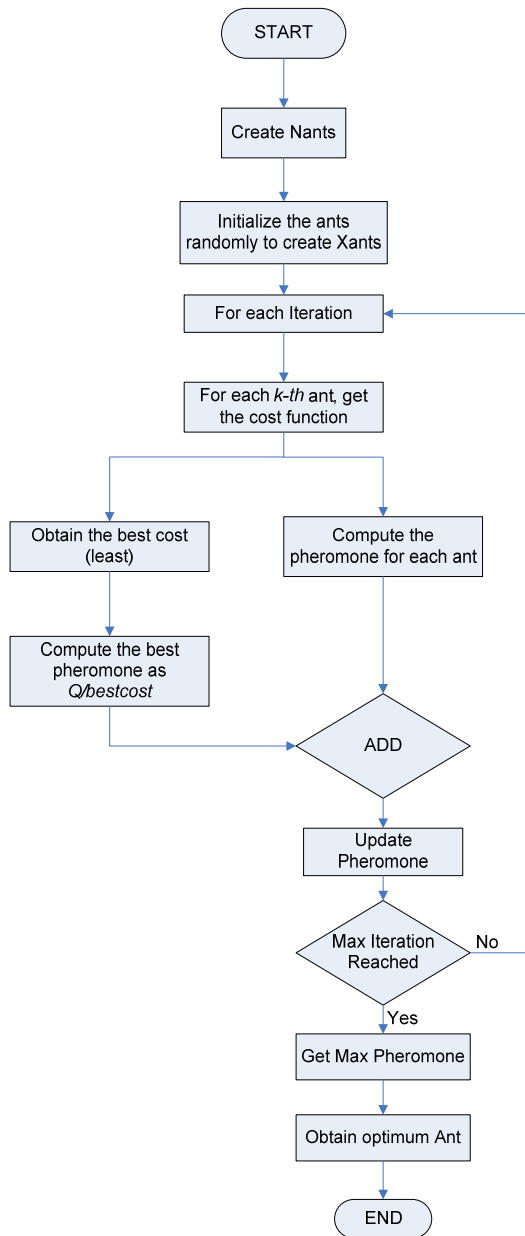 START
Create Nants
Initialize the ants
randomly to create Xants
For each Iteration
For each k-th ant, get
the cost function
Obtain the best cost
(least)
Compute the
pheromone for each ant
Compute the best
pheromone as
Q/bestcost
ADD
Update
Pheromone
Max Iteration
Reached
No
Yes
Get Max Pheromone
Obtain optimum Ant
END